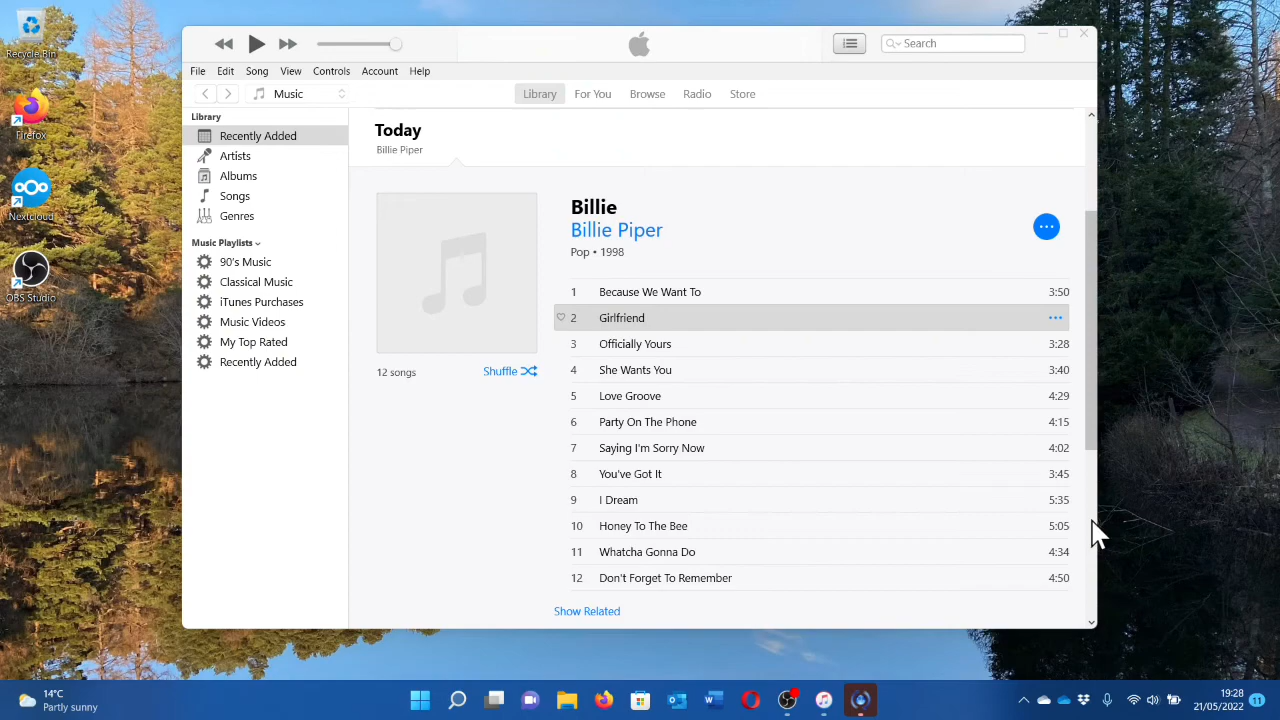 Recycle Bin
Firefox
Nextcloud
OBS Studio
Search
File Edit Song View Controls Account Help
Music
Library For You Browse Radio Store
Library
Recently Added
Artists
Albums
Songs
Genres
Music Playlists
90's Music
Classical Music
iTunes Purchases
Music Videos
My Top Rated
Recently Added
Today
Billie Piper
Billie
Billie Piper
Pop • 1998
12 songs
Shuffle
1 Because We Want To 3:50
2 Girlfriend
3 Officially Yours 3:28
4 She Wants You 3:40
5 Love Groove 4:29
6 Party On The Phone 4:15
7 Saying I'm Sorry Now 4:02
8 You've Got It 3:45
9 I Dream 5:35
10 Honey To The Bee 5:05
11 Whatcha Gonna Do 4:34
12 Don't Forget To Remember 4:50
Show Related
14°C
Partly sunny
19:28
21/05/2022
11